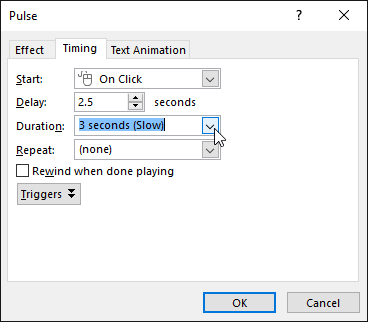 Pulse ? ×
Effect Timing Text Animation
Start: On Click
Delay: 2.5 seconds
Duration: 3 seconds (Slow)
Repeat: (none)
Rewind when done playing
Triggers
OK Cancel